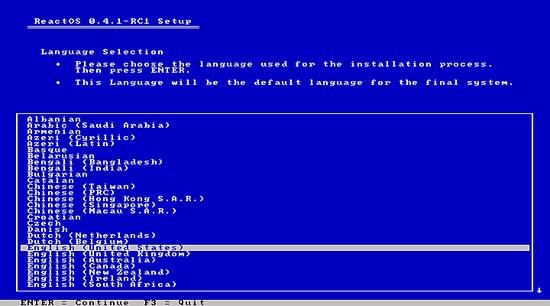 ReactOS 0.4.1-RC1 Setup
Language Selection
• Please choose the language used for the installation process.
Then press ENTER.
• This Language will be the default language for the final system.
Albanian
Arabic (Saudi Arabia)
Armenian
Azeri (Cyrillic)
Azeri (Latin)
Basque
Belarusian
Bengali (Bangladesh)
Bengali (India)
Bulgarian
Catalan
Chinese (Taiwan)
Chinese (PRC)
Chinese (Hong Kong S.A.R.)
Chinese (Singapore)
Chinese (Macau S.A.R.)
Croatian
Czech
Danish
Dutch (Netherlands)
Dutch (Belgium)
English (United States)
English (United Kingdom)
English (Australia)
English (Canada)
English (New Zealand)
English (Ireland)
English (South Africa)
ENTER = Continue F3 = Quit